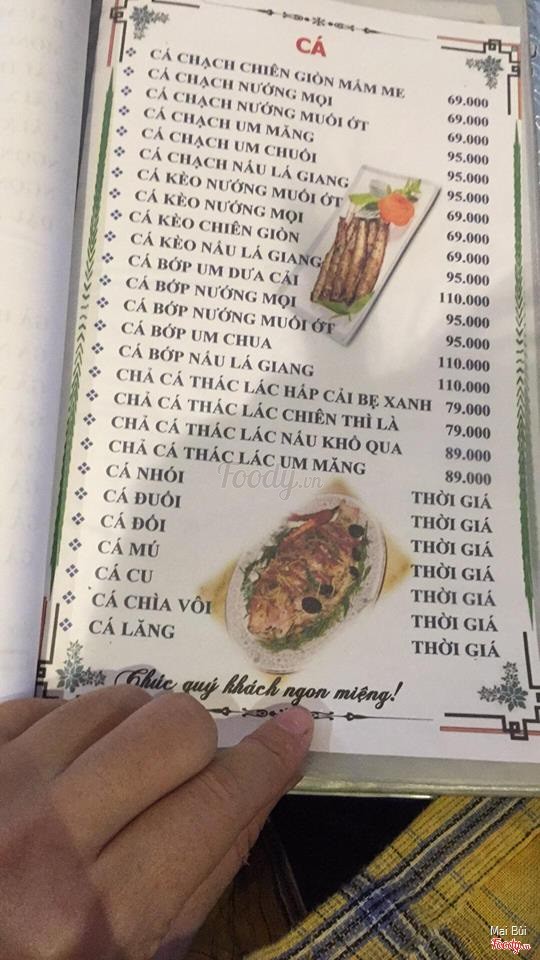 CÁ
CÁ CHẠCH CHIÊN GIÒN MẮM ME 69.000
CÁ CHẠCH NƯỚNG MỌI 69.000
CÁ CHẠCH NƯỚNG MUỐI ỚT 69.000
CÁ CHẠCH UM MĂNG 95.000
CÁ CHẠCH UM CHUỐI 95.000
CÁ CHẠCH NẤU LÁ GIANG 95.000
CÁ KÈO NƯỚNG MUỐI ỚT 69.000
CÁ KÈO NƯỚNG MỌI 69.000
CÁ KÈO CHIÊN GIÒN 69.000
CÁ KÈO NẤU LÁ GIANG 95.000
CÁ BỚP UM DƯA CẢI 110.000
CÁ BỚP NƯỚNG MỌI 95.000
CÁ BỚP NƯỚNG MUỐI ỚT 95.000
CÁ BỚP UM CHUA 110.000
CÁ BỚP NẤU LÁ GIANG 110.000
CHẢ CÁ THÁC LÁC HẤP CẢI BẸ XANH 79.000
CHẢ CÁ THÁC LÁC CHIÊN THÌ LÀ 79.000
CHẢ CÁ THÁC LÁC NẤU KHỔ QUA 89.000
CHẢ CÁ THÁC LÁC UM MĂNG 89.000
CÁ NHÓI THỜI GIÁ
CÁ ĐUỐI THỜI GIÁ
CÁ ĐỐI THỜI GIÁ
CÁ MÚ THỜI GIÁ
CÁ CU THỜI GIÁ
CÁ CHÌA VÔI THỜI GIÁ
CÁ LĂNG THỜI GIÁ
Chúc quý khách ngon miệng!
Foody.vn
Mai Búi
Foody.vn